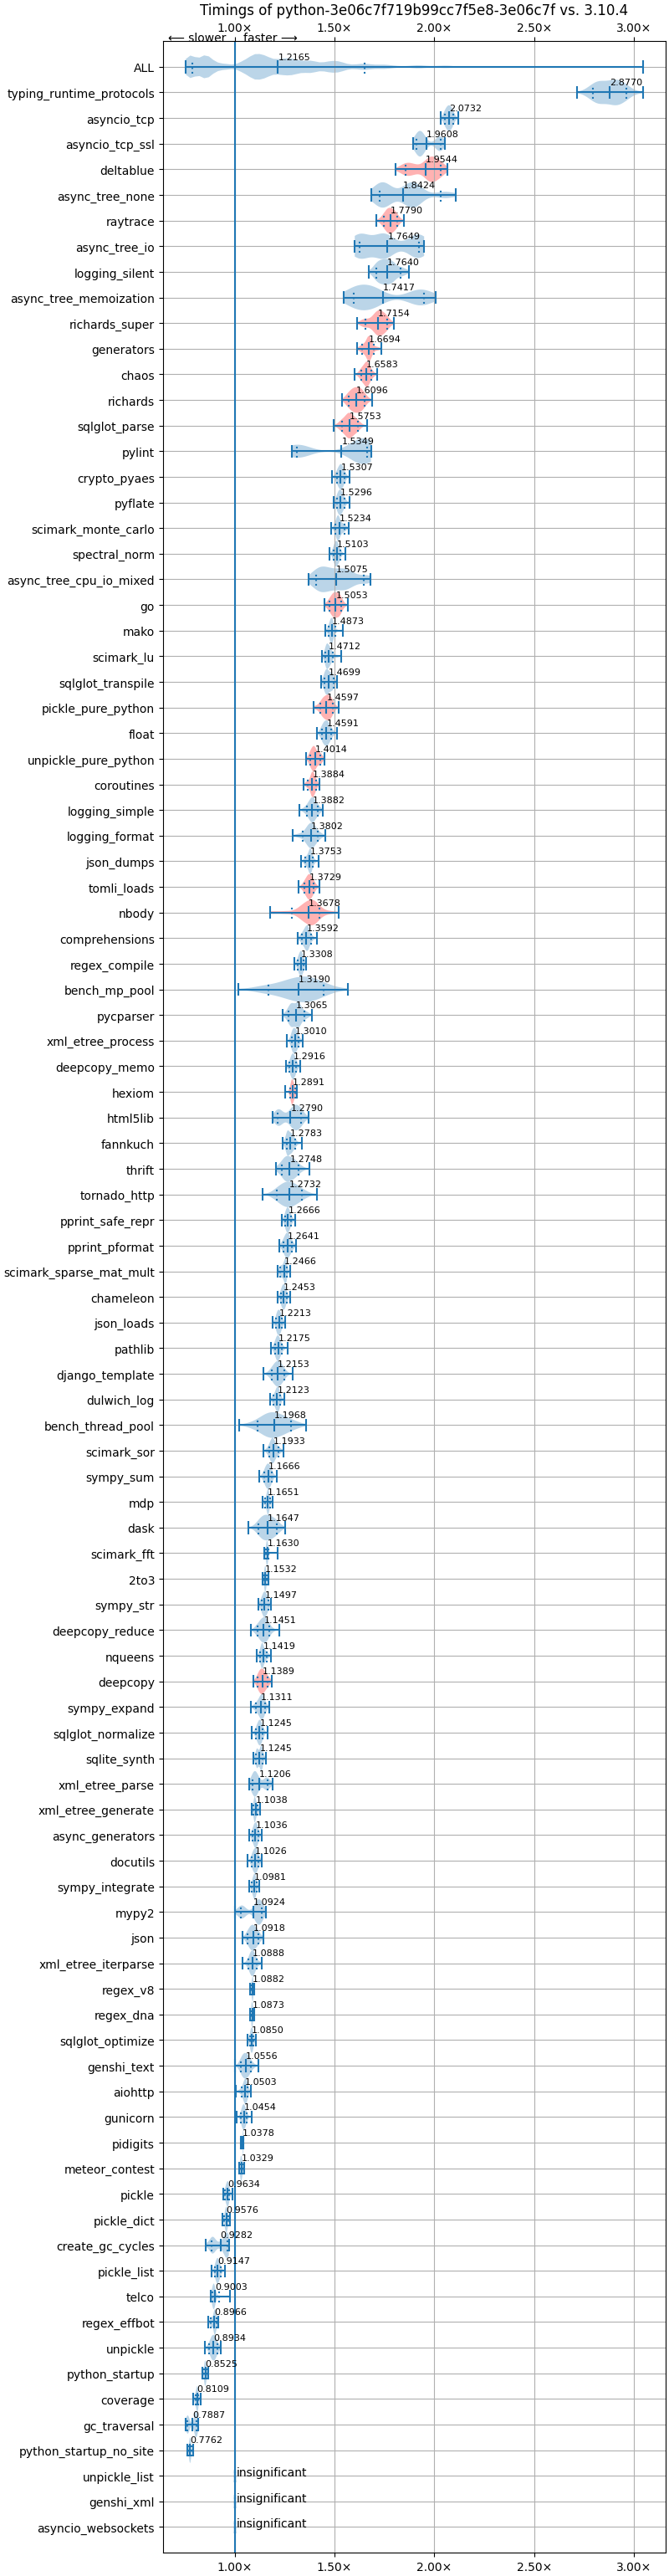 Timings of python-3e06c7f719b99cc7f5e8-3e06c7f vs. 3.10.4
1.00× 1.50× 2.00× 2.50× 3.00×
⟵ slower faster ⟶
ALL 1.2165
typing_runtime_protocols 2.8770
asyncio_tcp 2.0732
asyncio_tcp_ssl 1.9608
deltablue 1.9544
async_tree_none 1.8424
raytrace 1.7790
async_tree_io 1.7649
logging_silent 1.7640
async_tree_memoization 1.7417
richards_super 1.7154
generators 1.6694
chaos 1.6583
richards 1.6096
sqlglot_parse 1.5753
pylint 1.5349
crypto_pyaes 1.5307
pyflate 1.5296
scimark_monte_carlo 1.5234
spectral_norm 1.5103
async_tree_cpu_io_mixed 1.5075
go 1.5053
mako 1.4873
scimark_lu 1.4712
sqlglot_transpile 1.4699
pickle_pure_python 1.4597
float 1.4591
unpickle_pure_python 1.4014
coroutines 1.3884
logging_simple 1.3882
logging_format 1.3802
json_dumps 1.3753
tomli_loads 1.3729
nbody 1.3678
comprehensions 1.3592
regex_compile 1.3308
bench_mp_pool 1.3190
pycparser 1.3065
xml_etree_process 1.3010
deepcopy_memo 1.2916
hexiom 1.2891
html5lib 1.2790
fannkuch 1.2783
thrift 1.2748
tornado_http 1.2732
pprint_safe_repr 1.2666
pprint_pformat 1.2641
scimark_sparse_mat_mult 1.2466
chameleon 1.2453
json_loads 1.2213
pathlib 1.2175
django_template 1.2153
dulwich_log 1.2123
bench_thread_pool 1.1968
scimark_sor 1.1933
sympy_sum 1.1666
mdp 1.1651
dask 1.1647
scimark_fft 1.1630
2to3 1.1532
sympy_str 1.1497
deepcopy_reduce 1.1451
nqueens 1.1419
deepcopy 1.1389
sympy_expand 1.1311
sqlglot_normalize 1.1245
sqlite_synth 1.1245
xml_etree_parse 1.1206
xml_etree_generate 1.1038
async_generators 1.1036
docutils 1.1026
sympy_integrate 1.0981
mypy2 1.0924
json 1.0918
xml_etree_iterparse 1.0888
regex_v8 1.0882
regex_dna 1.0873
sqlglot_optimize 1.0850
genshi_text 1.0556
aiohttp 1.0503
gunicorn 1.0454
pidigits 1.0378
meteor_contest 1.0329
pickle 0.9634
pickle_dict 0.9576
create_gc_cycles 0.9282
pickle_list 0.9147
telco 0.9003
regex_effbot 0.8966
unpickle 0.8934
python_startup 0.8525
coverage 0.8109
gc_traversal 0.7887
python_startup_no_site 0.7762
unpickle_list insignificant
genshi_xml insignificant
asyncio_websockets insignificant
1.00× 1.50× 2.00× 2.50× 3.00×